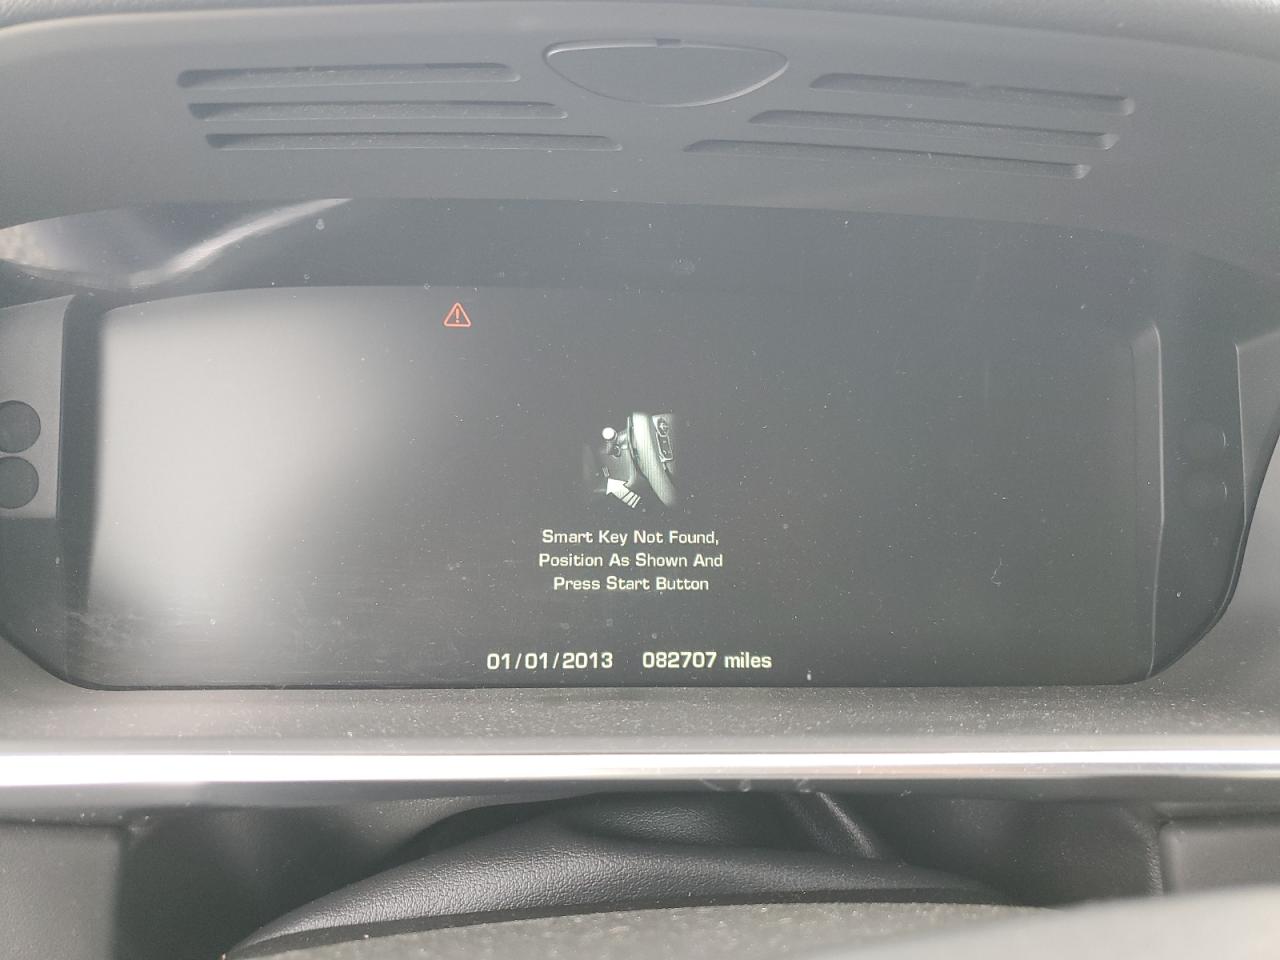 Smart Key Not Found,
Position As Shown And
Press Start Button
01/01/2013 082707 miles